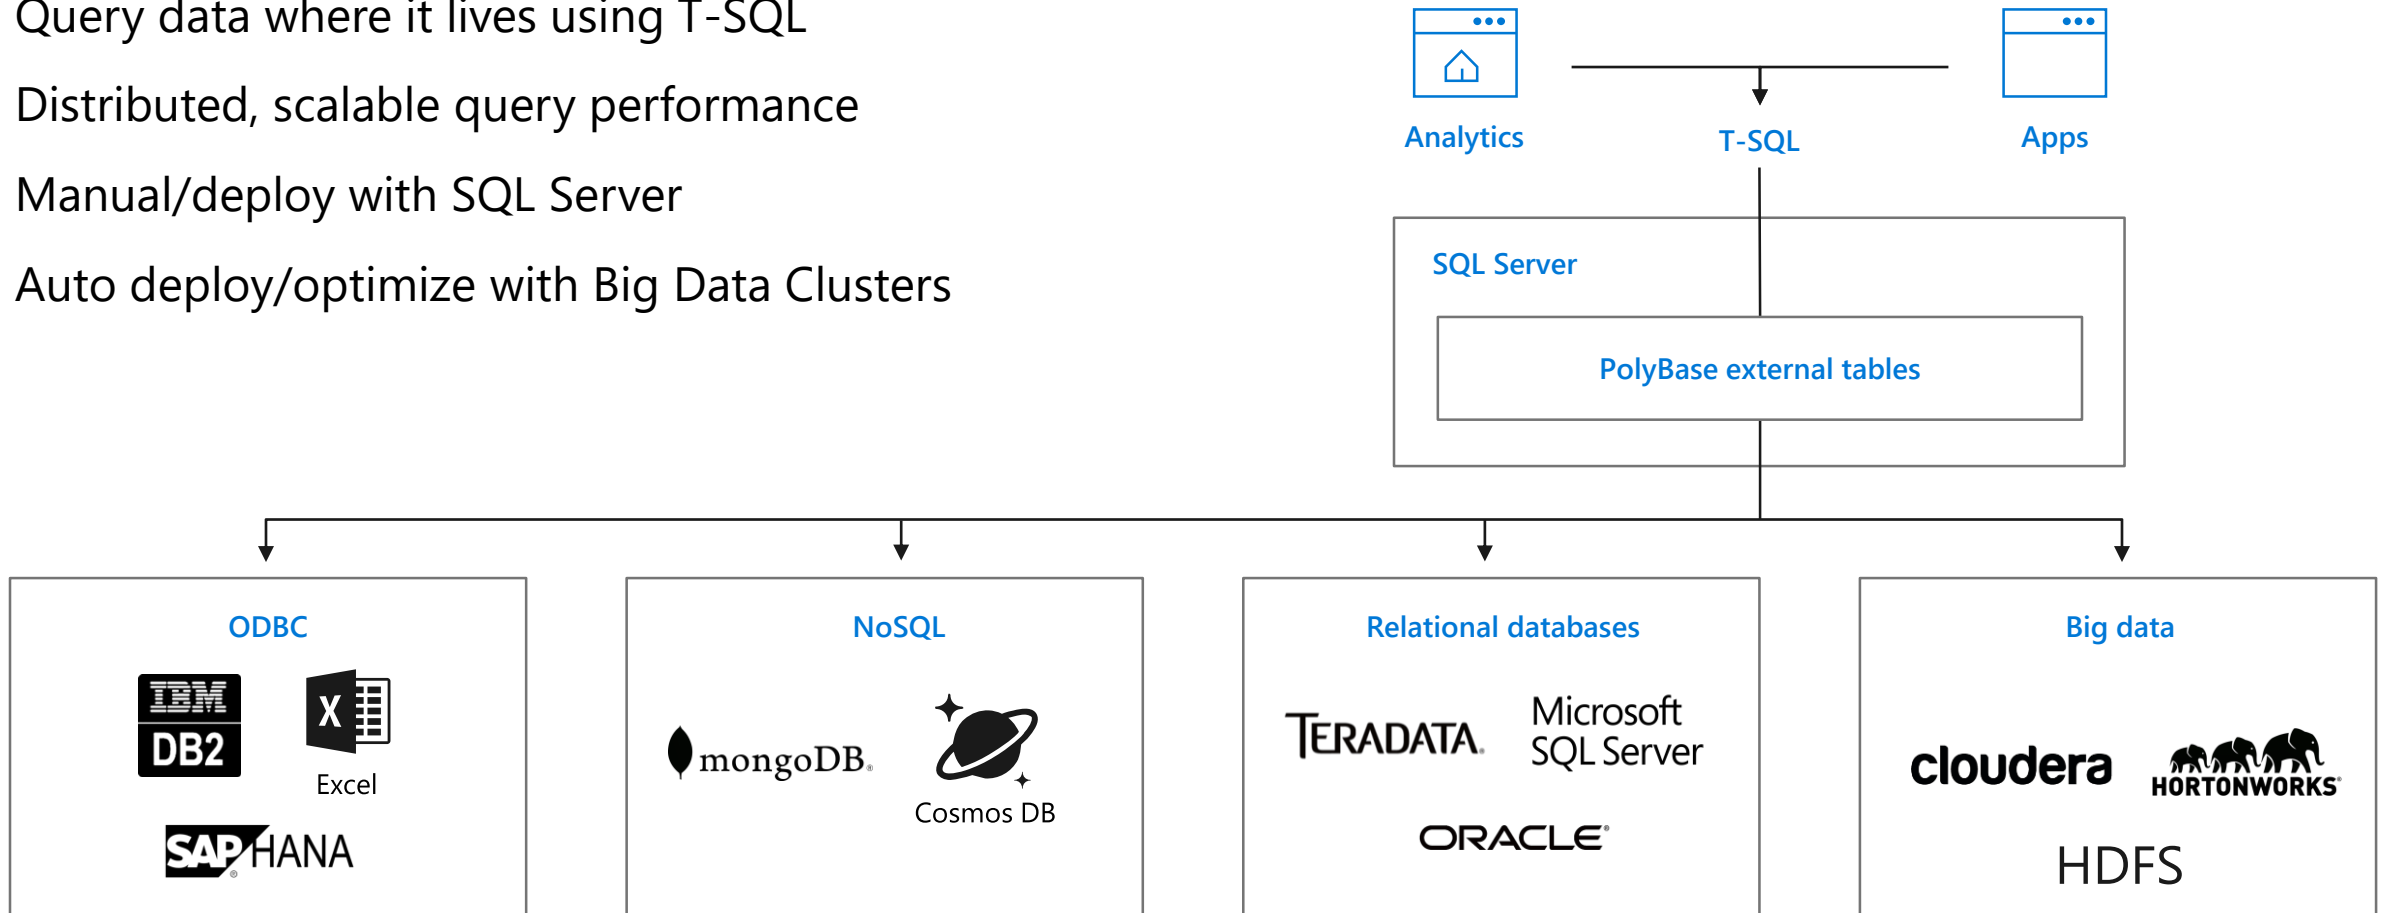 Query data where it lives using T-SQL
Distributed, scalable query performance
Manual/deploy with SQL Server
Auto deploy/optimize with Big Data Clusters
Analytics
T-SQL
Apps
SQL Server
PolyBase external tables
ODBC
IBM
DB2
Excel
SAP HANA
NoSQL
mongoDB
Cosmos DB
Relational databases
TERADATA
Microsoft
SQL Server
ORACLE
Big data
cloudera
HORTONWORKS
HDFS